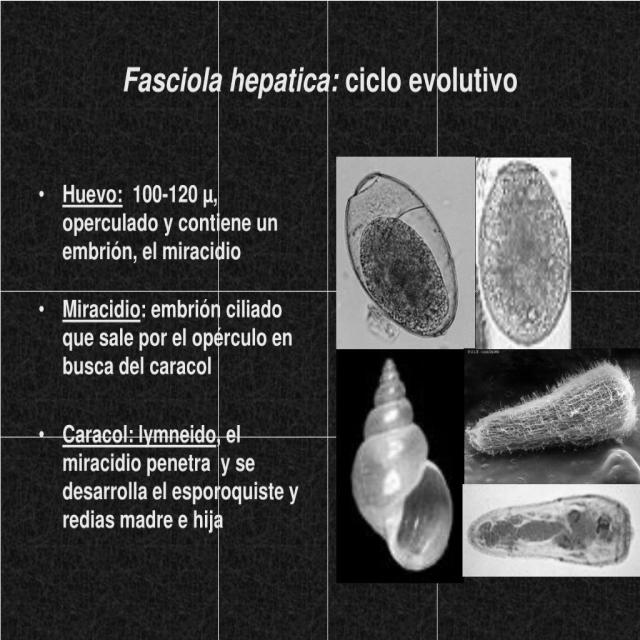 Fasciola hepatica: ciclo evolutivo
• Huevo: 100-120 µ,
operculado y contiene un
embrión, el miracidio
• Miracidio: embrión ciliado
que sale por el opérculo en
busca del caracol
• Caracol: lymneido, el
miracidio penetra y se
desarrolla el esporoquiste y
redias madre e hija